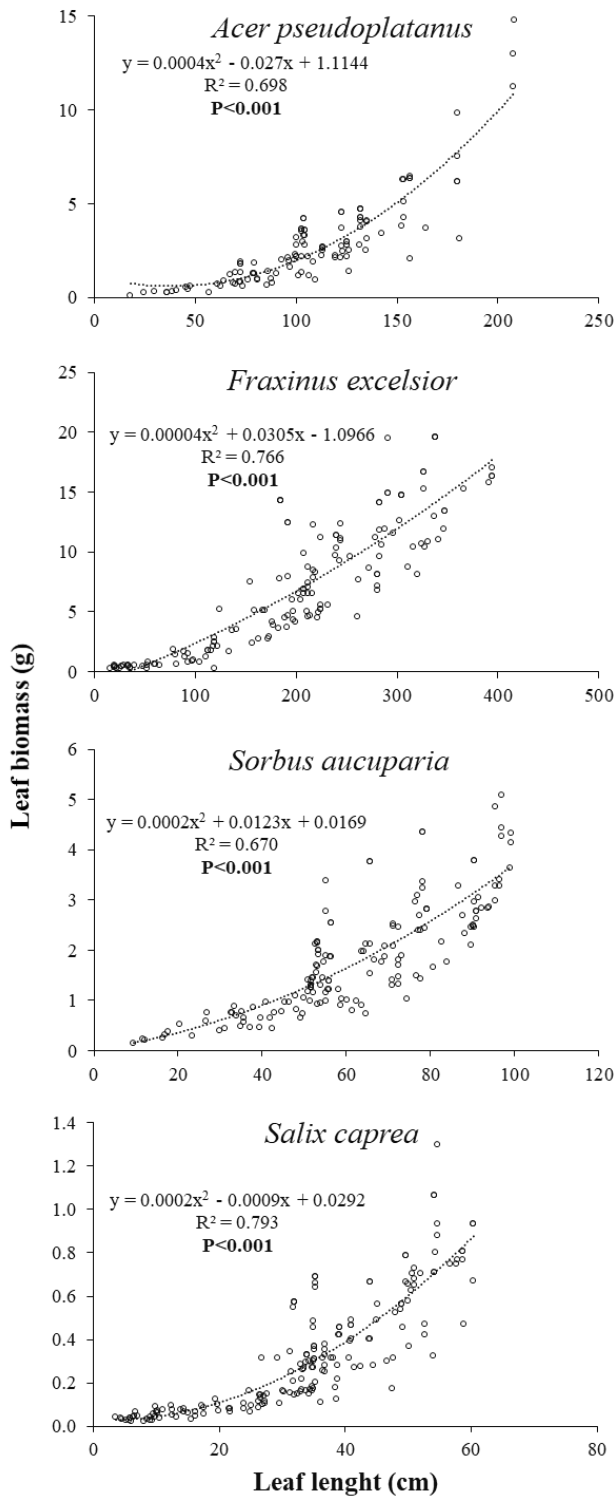 Acer pseudoplatanus
y = 0.0004x² - 0.027x + 1.1144
R² = 0.698
P<0.001
15
10
5
0
0 50 100 150 200 250
Fraxinus excelsior
y = 0.00004x² + 0.0305x - 1.0966
R² = 0.766
P<0.001
25
20
15
10
5
0
0 100 200 300 400 500
Leaf biomass (g)
Sorbus aucuparia
y = 0.0002x² + 0.0123x + 0.0169
R² = 0.670
P<0.001
6
5
4
3
2
1
0
0 20 40 60 80 100 120
Salix caprea
y = 0.0002x² - 0.0009x + 0.0292
R² = 0.793
P<0.001
1.4
1.2
1.0
0.8
0.6
0.4
0.2
0.0
0 20 40 60 80
Leaf lenght (cm)